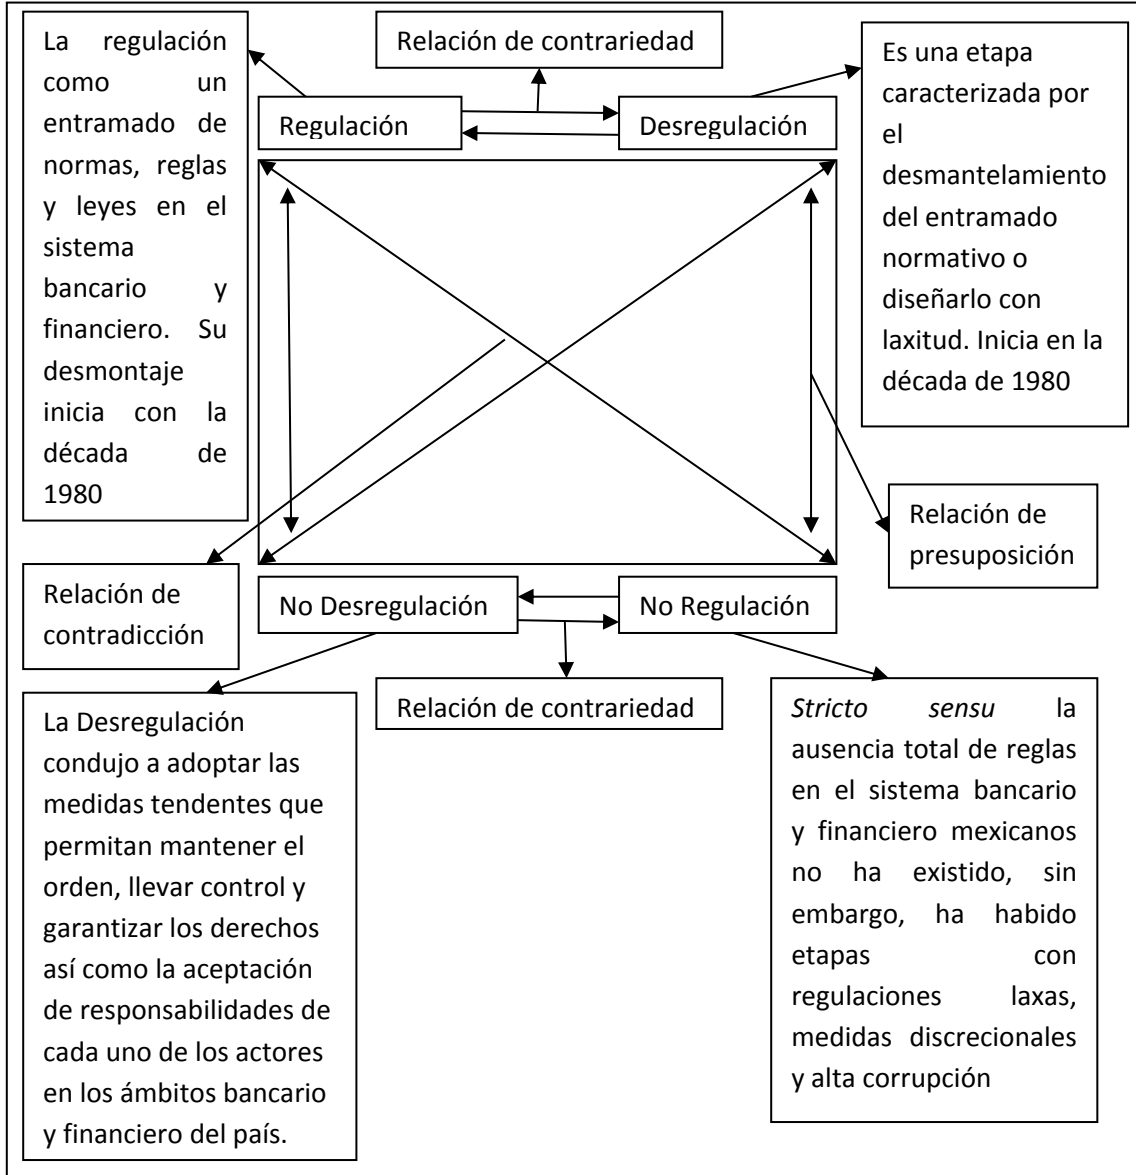 La regulación
como un
entramado de
normas, reglas
y leyes en el
sistema
bancario y
financiero. Su
desmontaje
inicia con la
década de
1980
Relación de contrariedad
Regulación
Desregulación
Es una etapa
caracterizada por
el
desmantelamiento
del entramado
normativo o
diseñarlo con
laxitud. Inicia en la
década de 1980
Relación de
presuposición
Relación de
contradicción
No Desregulación
No Regulación
Relación de contrariedad
La Desregulación
condujo a adoptar las
medidas tendentes que
permitan mantener el
orden, llevar control y
garantizar los derechos
así como la aceptación
de responsabilidades de
cada uno de los actores
en los ámbitos bancario
y financiero del país.
Stricto sensu la
ausencia total de reglas
en el sistema bancario
y financiero mexicanos
no ha existido, sin
embargo, ha habido
etapas con
regulaciones laxas,
medidas discrecionales
y alta corrupción